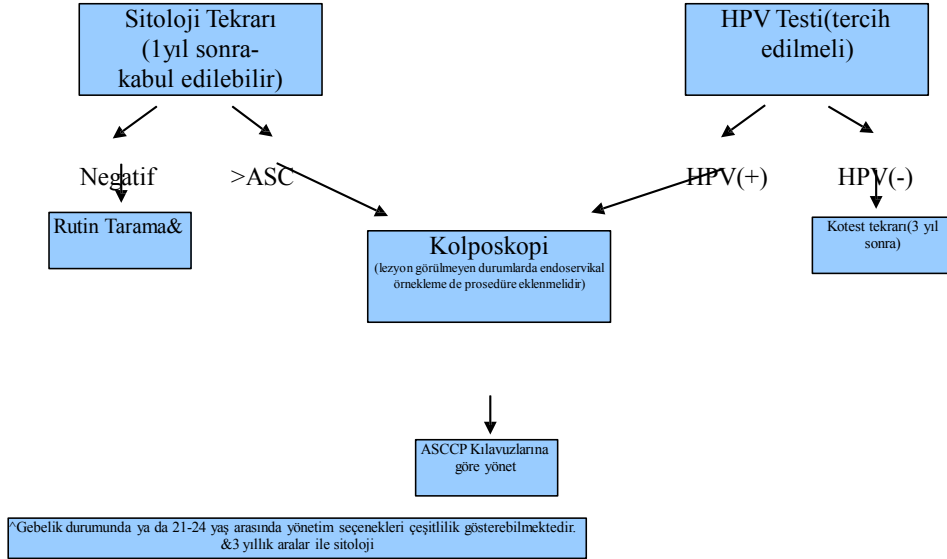 Sitoloji Tekrarı
(1yıl sonra-
kabul edilebilir)
HPV Testi(tercih
edilmeli)
Negatif
>ASC
HPV(+)
HPV(-)
Rutin Tarama&
Kolposkopi
(lezyon görülmeyen durumlarda endoservikal
örnekleme de prosedüre eklenmelidir)
Kotest tekrarı(3 yıl
sonra)
ASCCP Kılavuzlarına
göre yönet
^Gebelik durumunda ya da 21-24 yaş arasında yönetim seçenekleri çeşitlilik gösterebilmektedir.
&3 yıllık aralar ile sitoloji